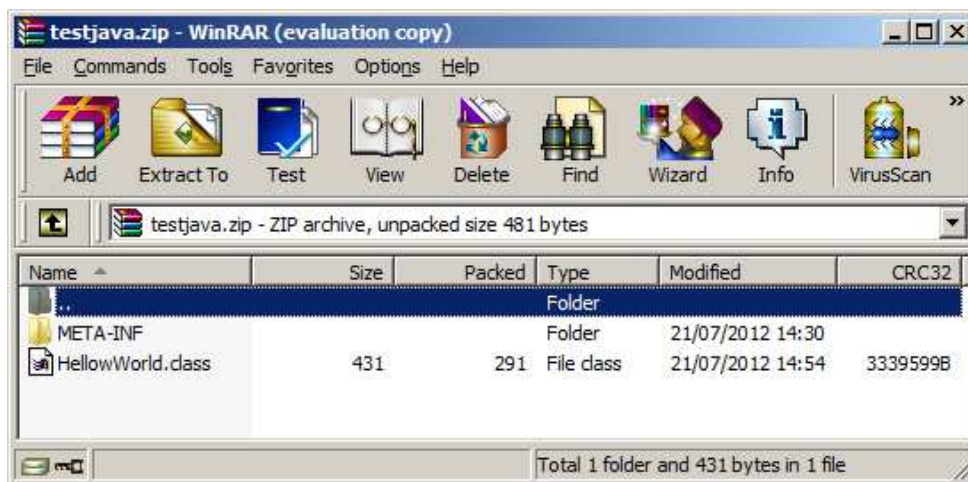 testjava.zip - WinRAR (evaluation copy)
File Commands Tools Favorites Options Help
Add Extract To Test View Delete Find Wizard Info VirusScan »
testjava.zip - ZIP archive, unpacked size 481 bytes
Name Size Packed Type Modified CRC32
.. Folder
META-INF Folder 21/07/2012 14:30
HellowWorld.class 431 291 File class 21/07/2012 14:54 3339599B
Total 1 folder and 431 bytes in 1 file